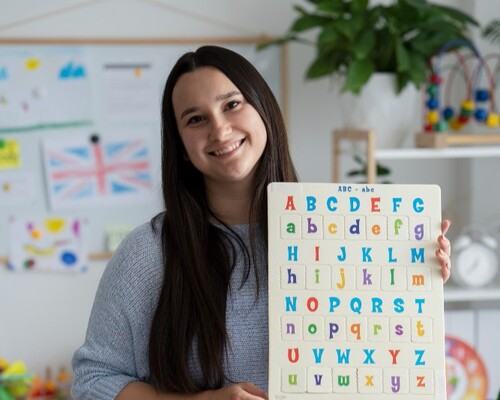 ABC - abc
A B C D E F G
a b c d e f g
H I J K L M
h i j k l m
N O P Q R S T
n o p q r s t
U V W X Y Z
u v w x y z